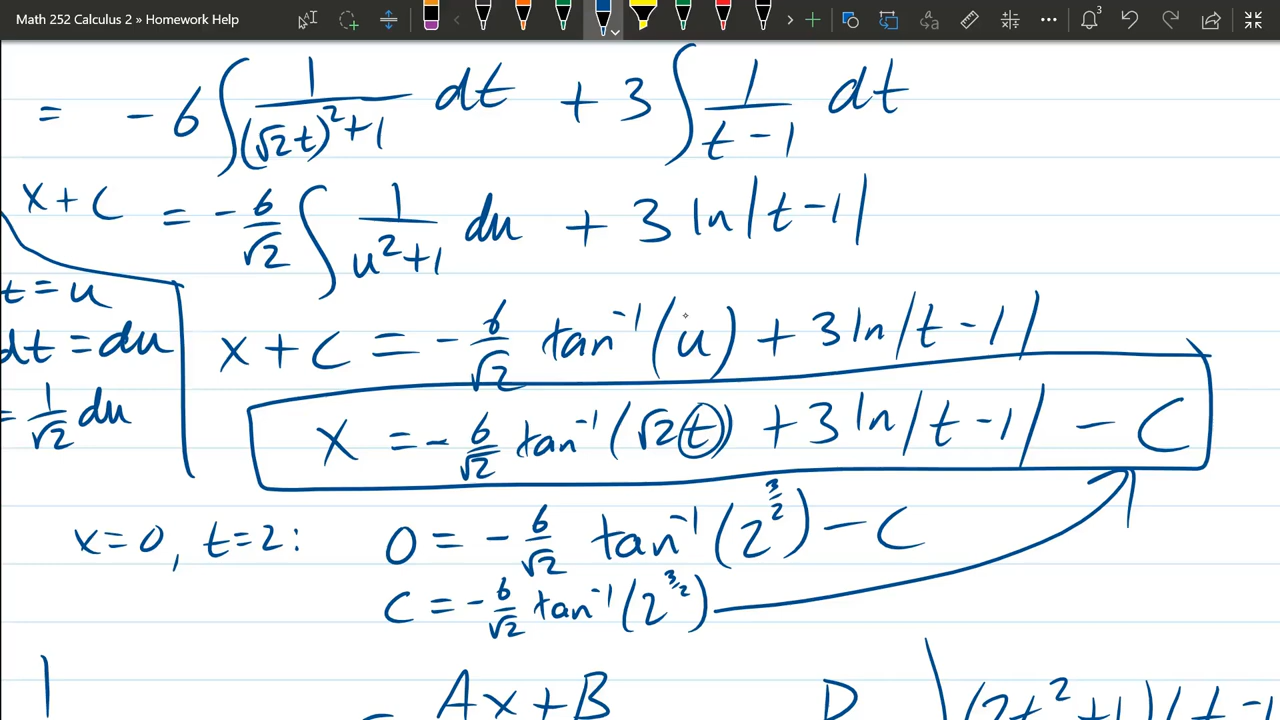 Math 252 Calculus 2 » Homework Help
3
= -6 ∫ 1/((√2t)²+1) dt + 3 ∫ 1/(t-1) dt
x+C = -6/√2 ∫ 1/(u²+1) du + 3 ln|t-1|
t = u
dt = du
= 1/√2 du
x+C = -6/√2 tan⁻¹(u) + 3 ln|t-1|
x = -6/√2 tan⁻¹(√2t) + 3 ln|t-1| - C
x=0, t=2: 0 = -6/√2 tan⁻¹(2^(3/2)) - C
C = -6/√2 tan⁻¹(2^(3/2))
= Ax+B